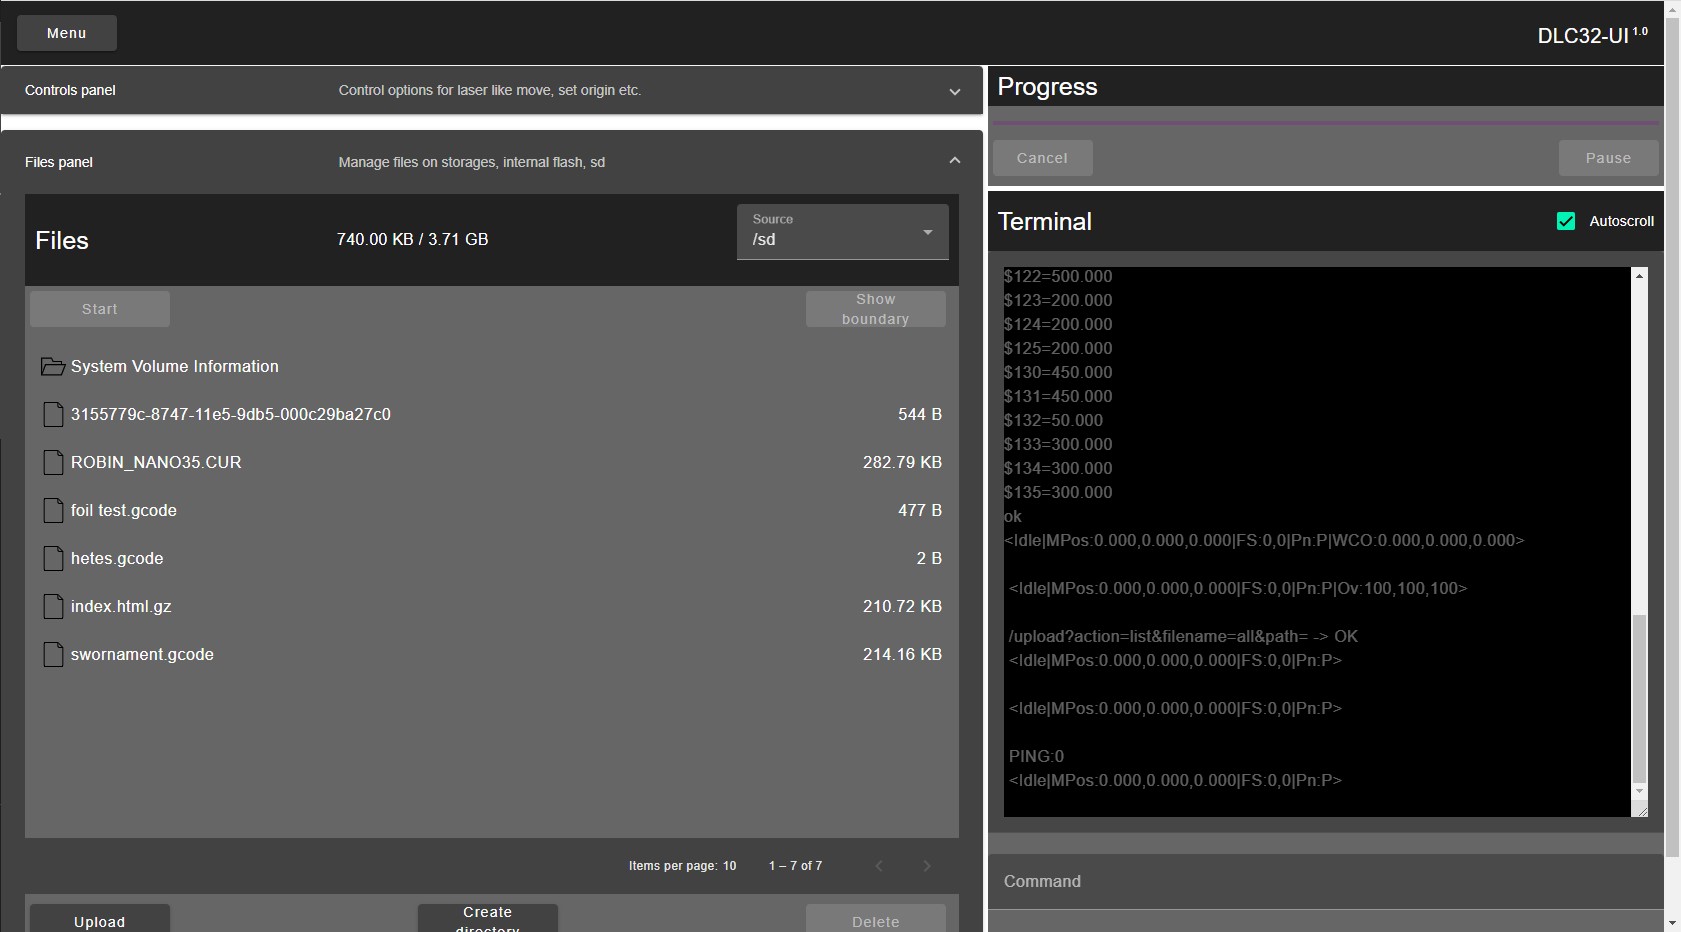 Menu
DLC32-UI 1.0
Controls panel
Control options for laser like move, set origin etc.
Files panel
Manage files on storages, internal flash, sd
Files
740.00 KB / 3.71 GB
Source
/sd
Start
Show
boundary
System Volume Information
3155779c-8747-11e5-9db5-000c29ba27c0
544 B
ROBIN_NANO35.CUR
282.79 KB
foil test.gcode
477 B
hetes.gcode
2 B
index.html.gz
210.72 KB
swornament.gcode
214.16 KB
Items per page: 10
1 – 7 of 7
Upload
Create
directory
Delete
Progress
Cancel
Pause
Terminal
Autoscroll
$122=500.000
$123=200.000
$124=200.000
$125=200.000
$130=450.000
$131=450.000
$132=50.000
$133=300.000
$134=300.000
$135=300.000
ok
<Idle|MPos:0.000,0.000,0.000|FS:0,0|Pn:P|WCO:0.000,0.000,0.000>
<Idle|MPos:0.000,0.000,0.000|FS:0,0|Pn:P|Ov:100,100,100>
/upload?action=list&filename=all&path= -> OK
<Idle|MPos:0.000,0.000,0.000|FS:0,0|Pn:P>
<Idle|MPos:0.000,0.000,0.000|FS:0,0|Pn:P>
PING:0
<Idle|MPos:0.000,0.000,0.000|FS:0,0|Pn:P>
Command